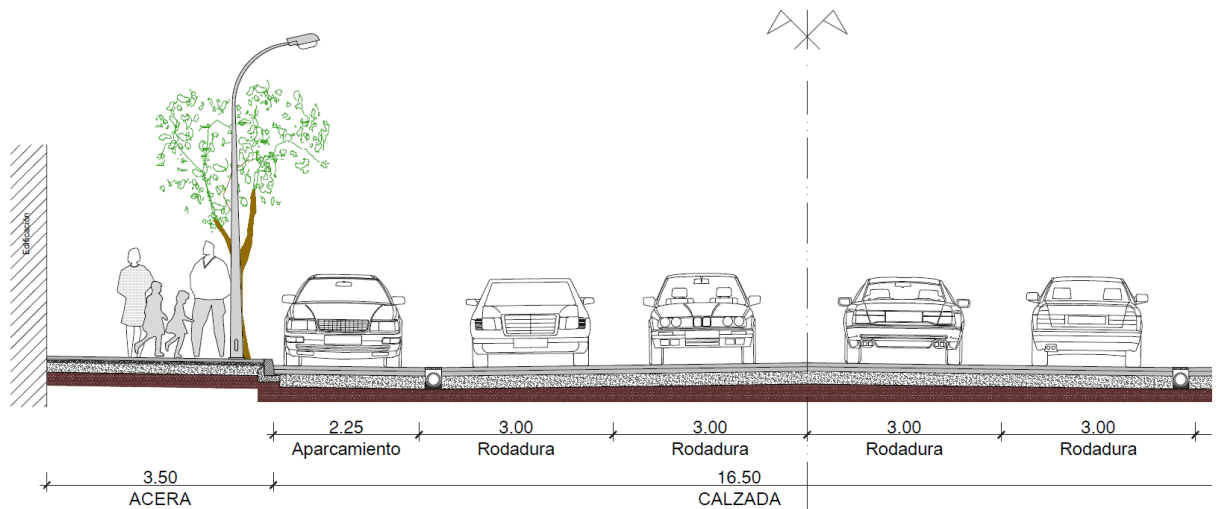 Edificación
2.25 3.00 3.00 3.00 3.00
Aparcamiento Rodadura Rodadura Rodadura Rodadura
3.50 16.50
ACERA CALZADA